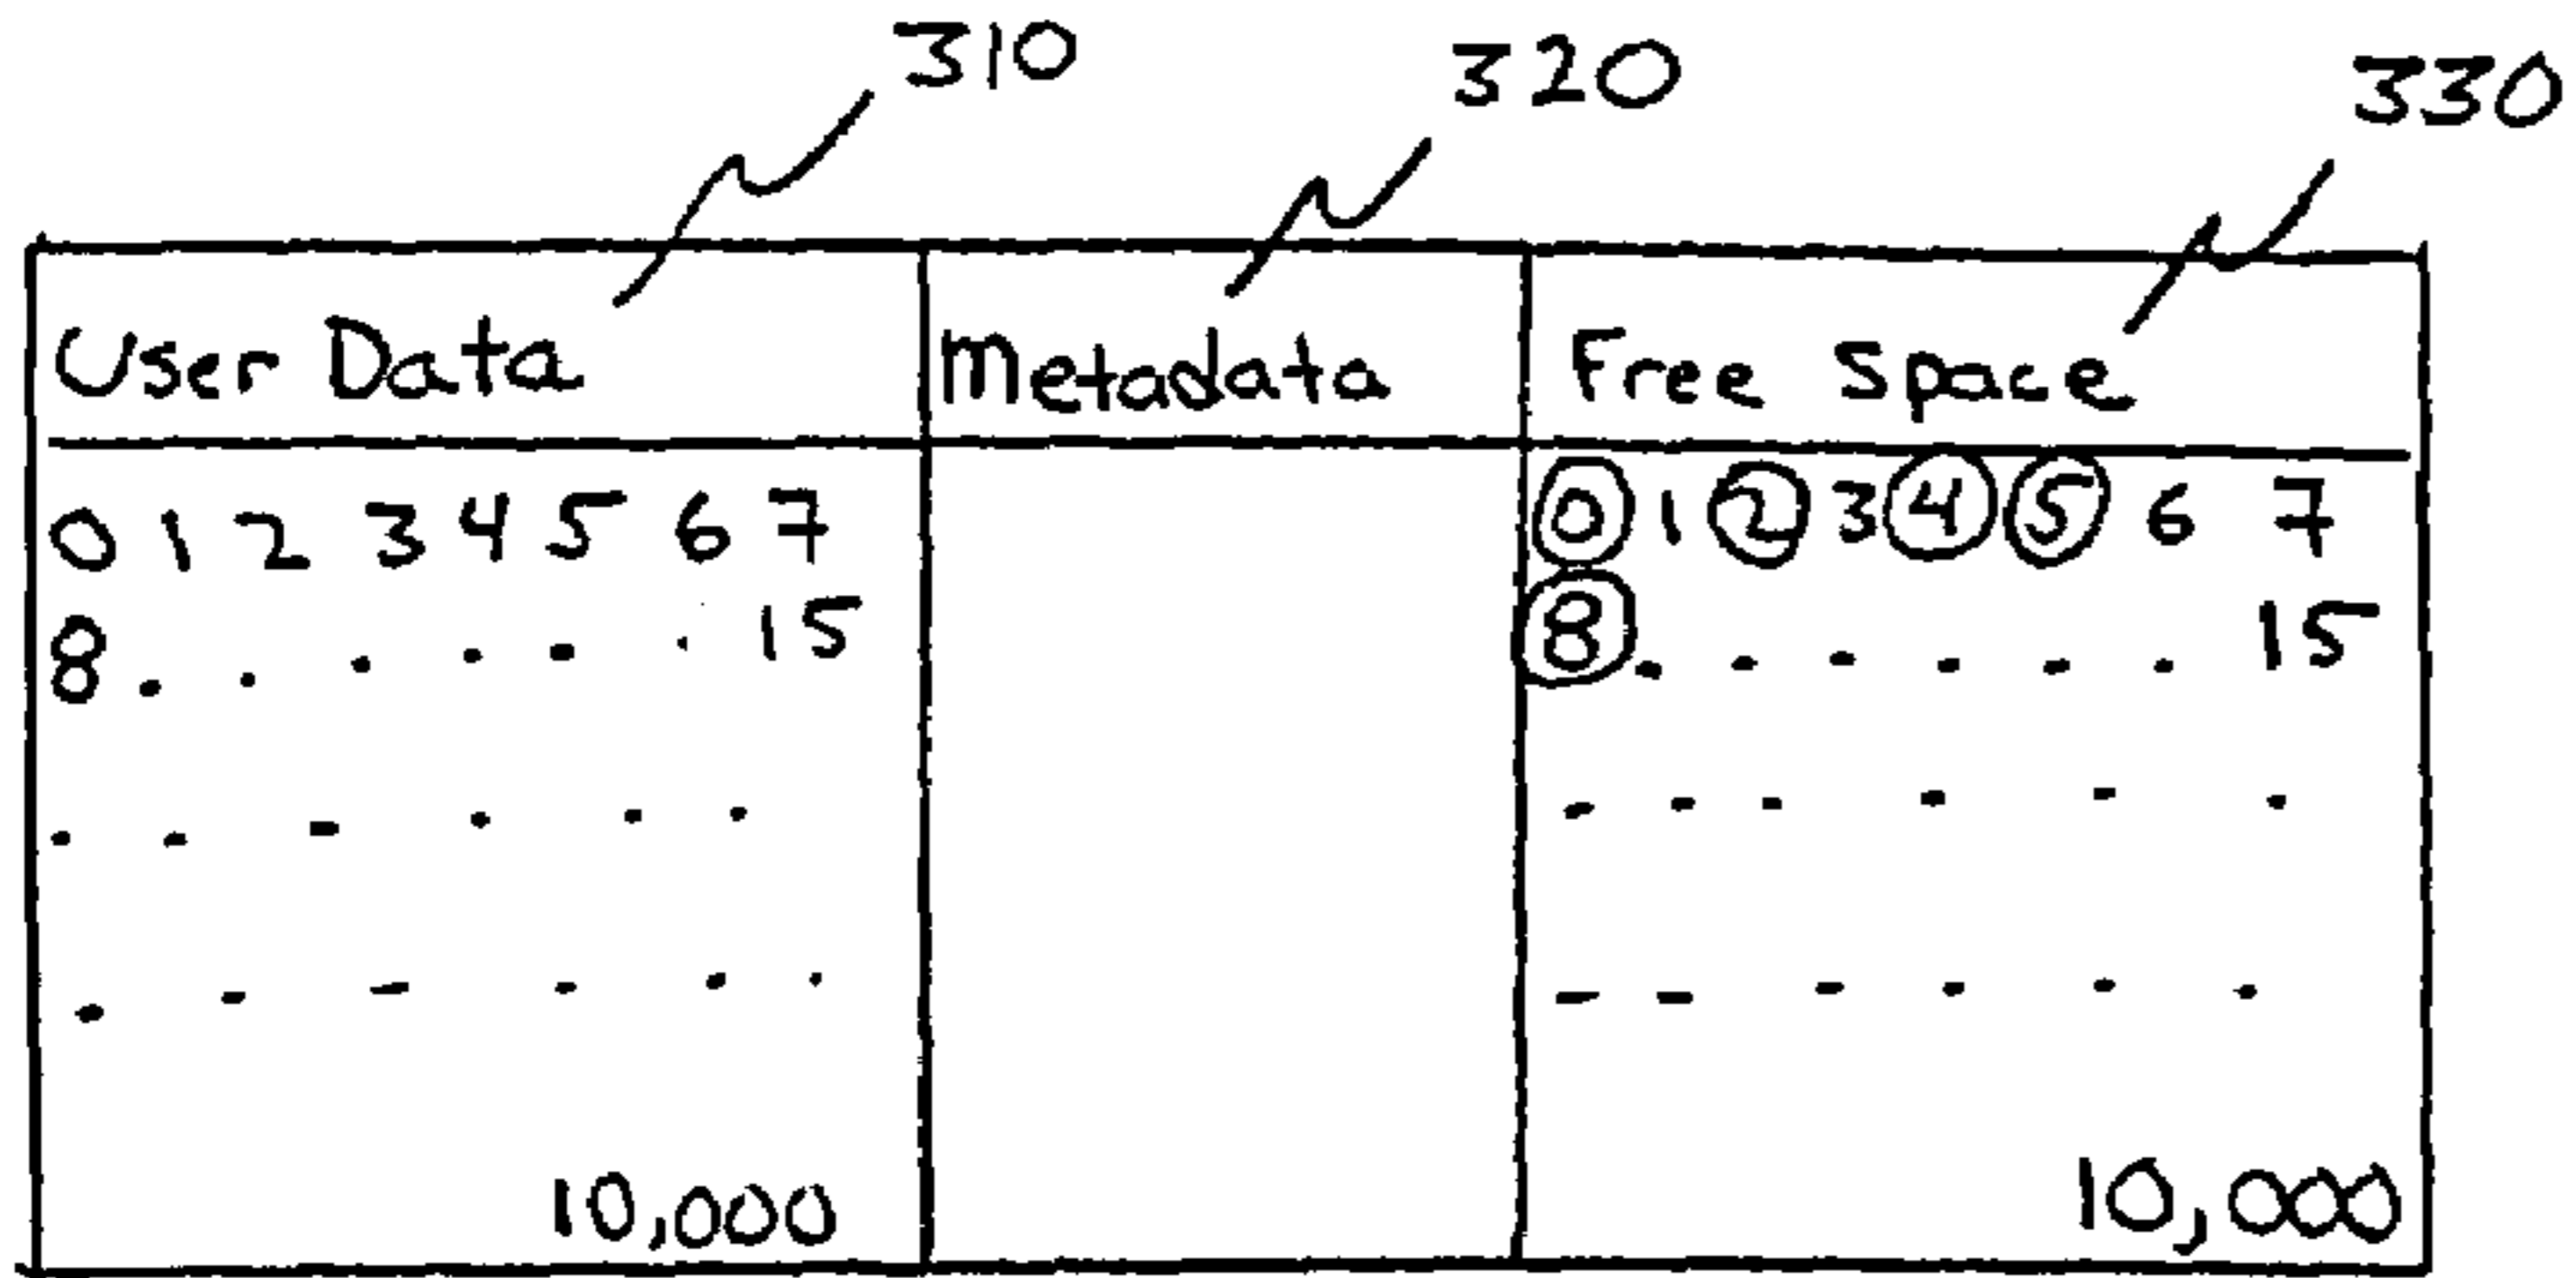 310 320 330
User Data Metadata Free Space
0 1 2 3 4 5 6 7 0 1 2 3 4 5 6 7
8 . . . . . . 15 8 . . . . . . 15
. . - . . . - - - - - .
. - - . . . - - - - . .
10,000 10,000